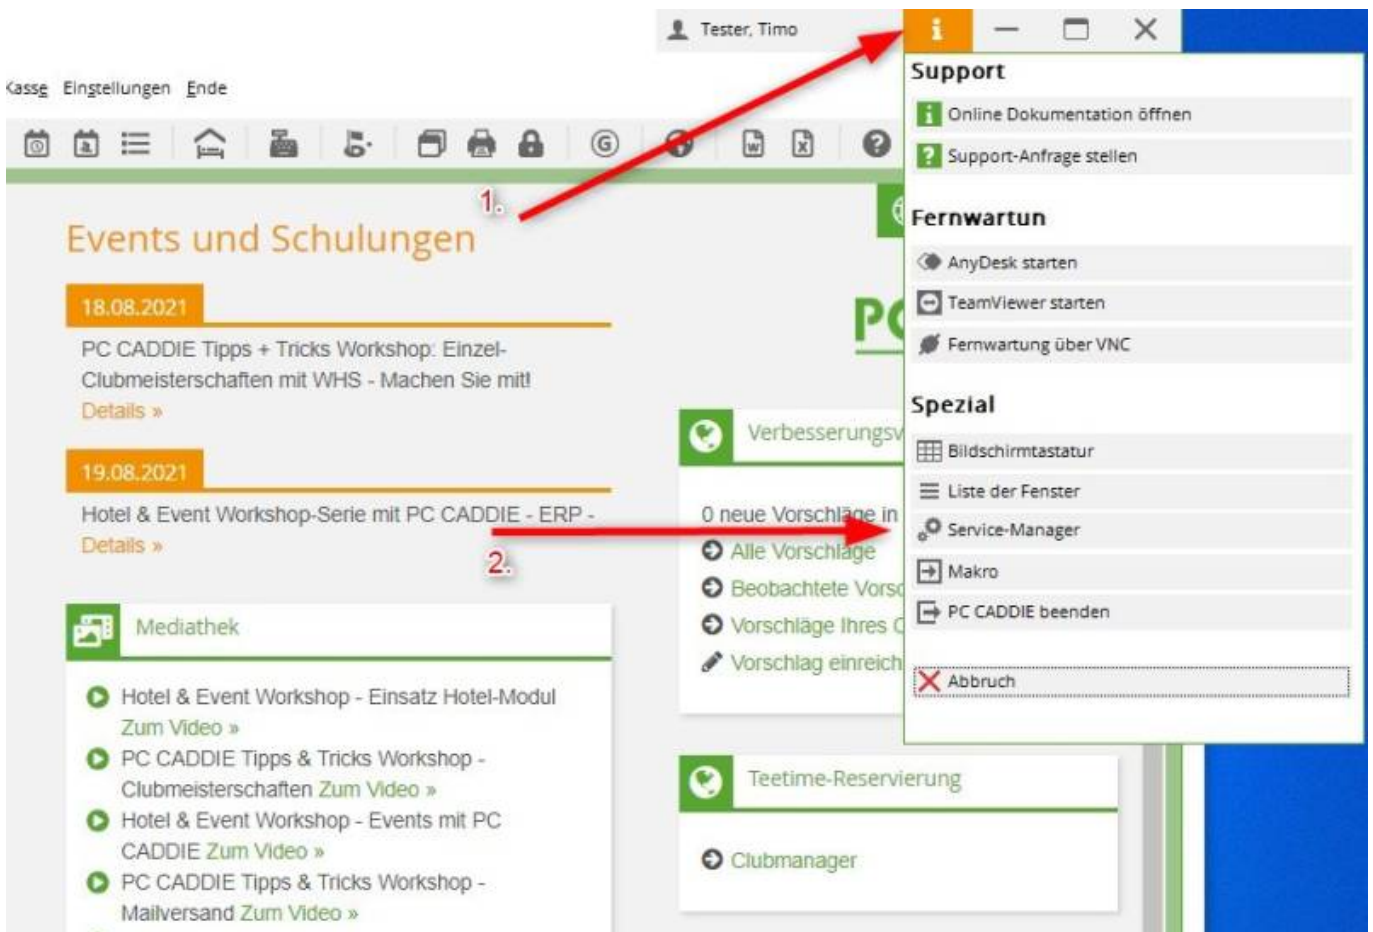 Tester, Timo
i
Kasse Einstellungen Ende
G
W X ?
1.
Events und Schulungen
18.08.2021
PC CADDIE Tipps + Tricks Workshop: Einzel-
Clubmeisterschaften mit WHS - Machen Sie mit!
Details »
19.08.2021
Hotel & Event Workshop-Serie mit PC CADDIE - ERP -
Details »
2.
Mediathek
Hotel & Event Workshop - Einsatz Hotel-Modul
Zum Video »
PC CADDIE Tipps & Tricks Workshop -
Clubmeisterschaften Zum Video »
Hotel & Event Workshop - Events mit PC
CADDIE Zum Video »
PC CADDIE Tipps & Tricks Workshop -
Mailversand Zum Video »
PC
Verbesserungsv
0 neue Vorschläge in
Alle Vorschläge
Beobachtete Vorsc
Vorschläge Ihres C
Vorschlag einreich
Teetime-Reservierung
Clubmanager
Support
Online Dokumentation öffnen
Support-Anfrage stellen
Fernwartun
AnyDesk starten
TeamViewer starten
Fernwartung über VNC
Spezial
Bildschirmtastatur
Liste der Fenster
Service-Manager
Makro
PC CADDIE beenden
Abbruch